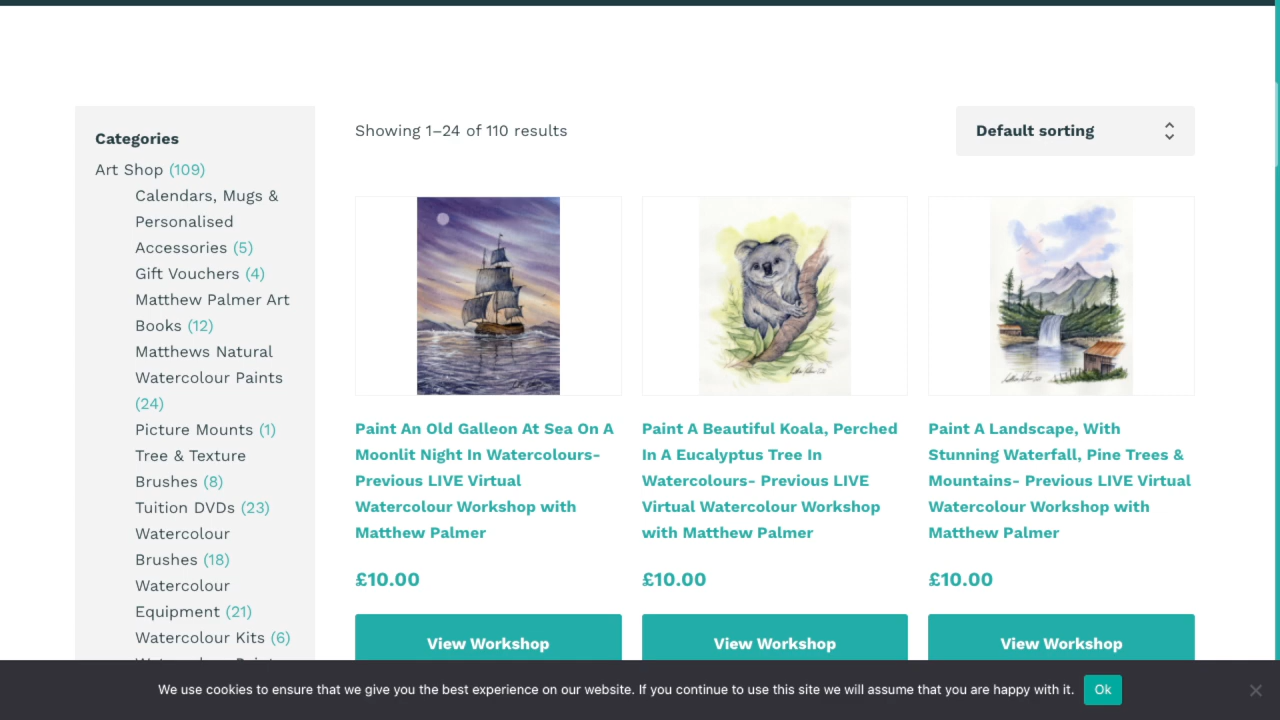 Categories
Art Shop (109)
Calendars, Mugs &
Personalised
Accessories (5)
Gift Vouchers (4)
Matthew Palmer Art
Books (12)
Matthews Natural
Watercolour Paints
(24)
Picture Mounts (1)
Tree & Texture
Brushes (8)
Tuition DVDs (23)
Watercolour
Brushes (18)
Watercolour
Equipment (21)
Watercolour Kits (6)
Showing 1–24 of 110 results
Default sorting
Paint An Old Galleon At Sea On A
Moonlit Night In Watercolours-
Previous LIVE Virtual
Watercolour Workshop with
Matthew Palmer
£10.00
View Workshop
Paint A Beautiful Koala, Perched
In A Eucalyptus Tree In
Watercolours- Previous LIVE
Virtual Watercolour Workshop
with Matthew Palmer
£10.00
View Workshop
Paint A Landscape, With
Stunning Waterfall, Pine Trees &
Mountains- Previous LIVE Virtual
Watercolour Workshop with
Matthew Palmer
£10.00
View Workshop
We use cookies to ensure that we give you the best experience on our website. If you continue to use this site we will assume that you are happy with it.
Ok